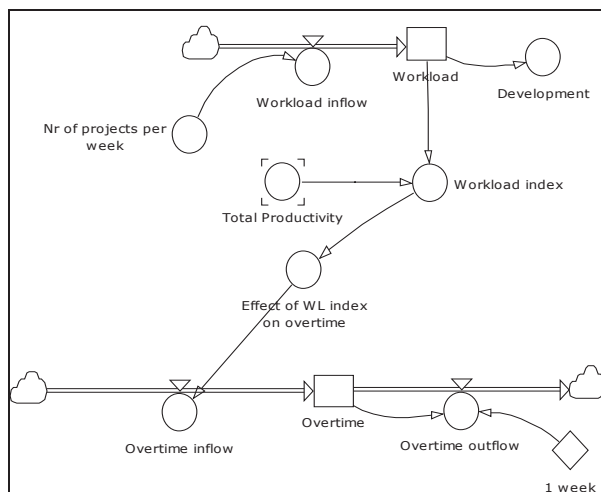 Workload
Workload inflow
Development
Nr of projects per
week
Workload index
Total Productivity
Effect of WL index
on overtime
Overtime
Overtime inflow
Overtime outflow
1 week